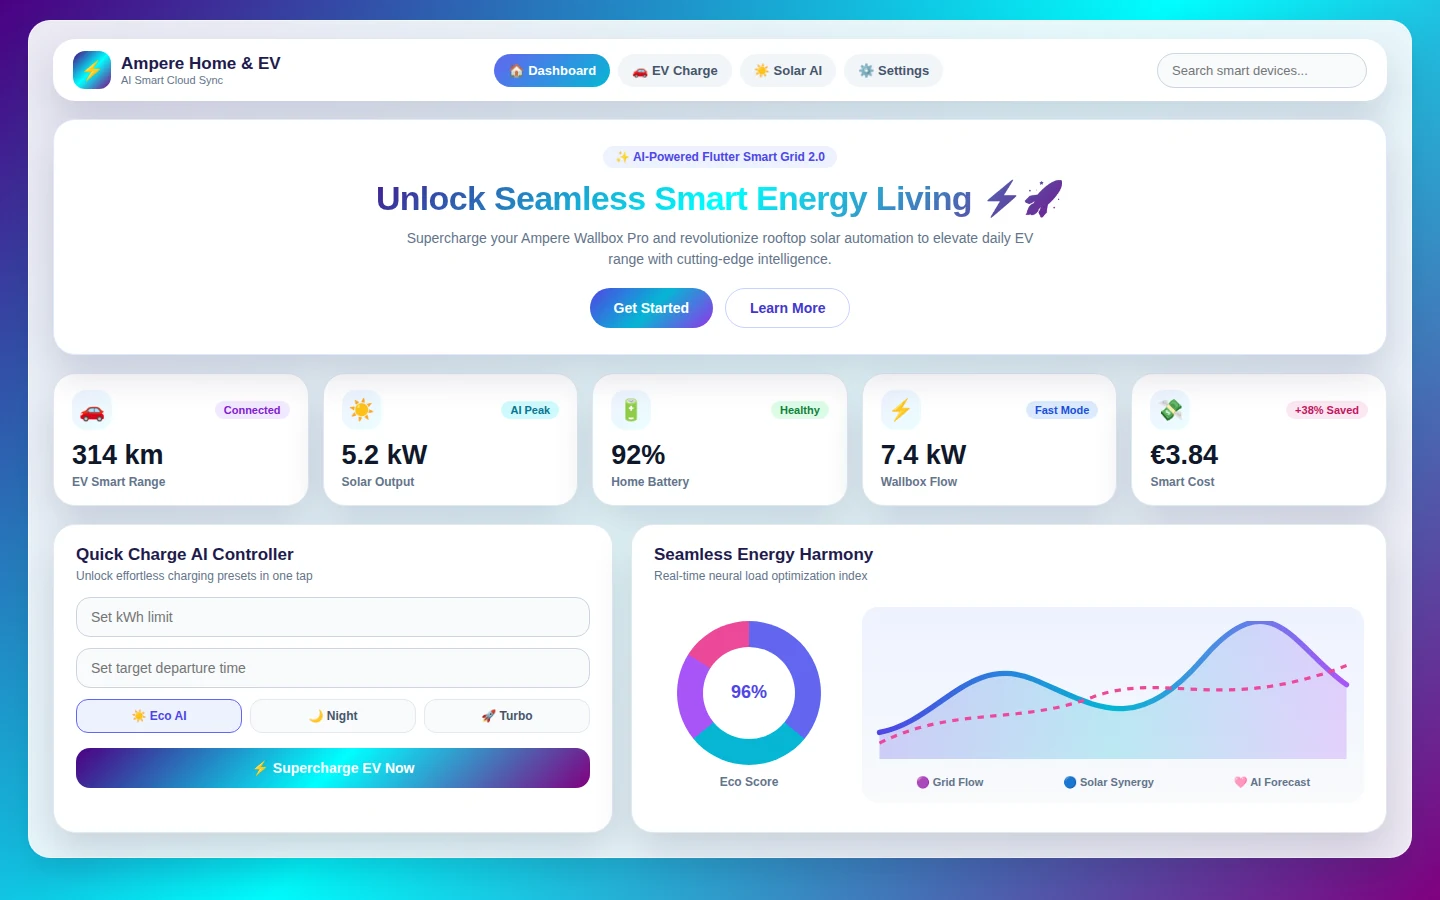 ⚡ Ampere Home & EV
AI Smart Cloud Sync
🏠 Dashboard
🚗 EV Charge
☀️ Solar AI
⚙️ Settings
Search smart devices...
✨ AI-Powered Flutter Smart Grid 2.0
Unlock Seamless Smart Energy Living ⚡🚀
Supercharge your Ampere Wallbox Pro and revolutionize rooftop solar automation to elevate daily EV
range with cutting-edge intelligence.
Get Started
Learn More
🚗 Connected
314 km
EV Smart Range
☀️ AI Peak
5.2 kW
Solar Output
🔋 Healthy
92%
Home Battery
⚡ Fast Mode
7.4 kW
Wallbox Flow
💸 +38% Saved
€3.84
Smart Cost
Quick Charge AI Controller
Unlock effortless charging presets in one tap
Set kWh limit
Set target departure time
☀️ Eco AI
🌙 Night
🚀 Turbo
⚡ Supercharge EV Now
Seamless Energy Harmony
Real-time neural load optimization index
96%
Eco Score
🟣 Grid Flow
🔵 Solar Synergy
🩷 AI Forecast